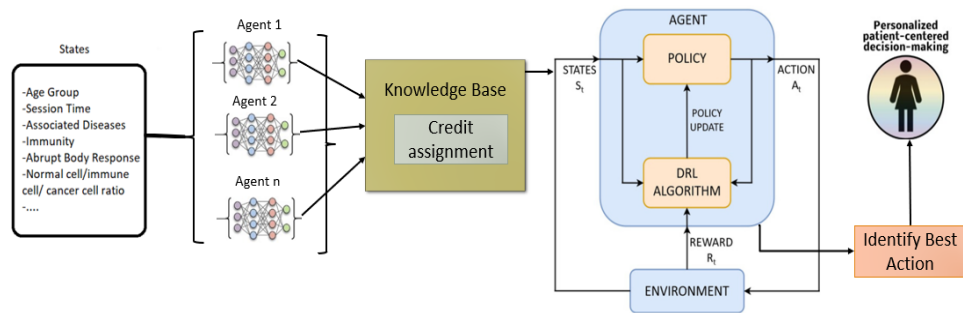 States
-Age Group
-Session Time
-Associated Diseases
-Immunity
-Abrupt Body Response
-Normal cell/immune
cell/ cancer cell ratio
-....
Agent 1
Agent 2
Agent n
Knowledge Base
Credit
assignment
AGENT
STATES
St
POLICY
ACTION
At
POLICY
UPDATE
DRL
ALGORITHM
REWARD
Rt
ENVIRONMENT
Personalized
patient-centered
decision-making
Identify Best
Action